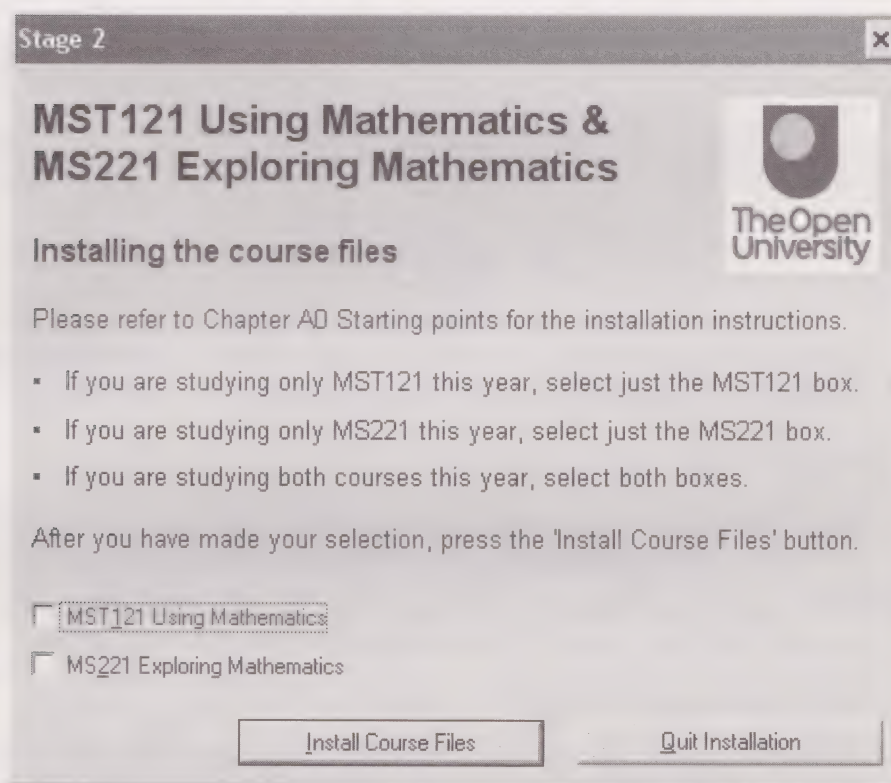 Stage 2
MST121 Using Mathematics &
MS221 Exploring Mathematics
The Open
University
Installing the course files
Please refer to Chapter A0 Starting points for the installation instructions.
▪ If you are studying only MST121 this year, select just the MST121 box.
▪ If you are studying only MS221 this year, select just the MS221 box.
▪ If you are studying both courses this year, select both boxes.
After you have made your selection, press the 'Install Course Files' button.
MST121 Using Mathematics
MS221 Exploring Mathematics
Install Course Files
Quit Installation